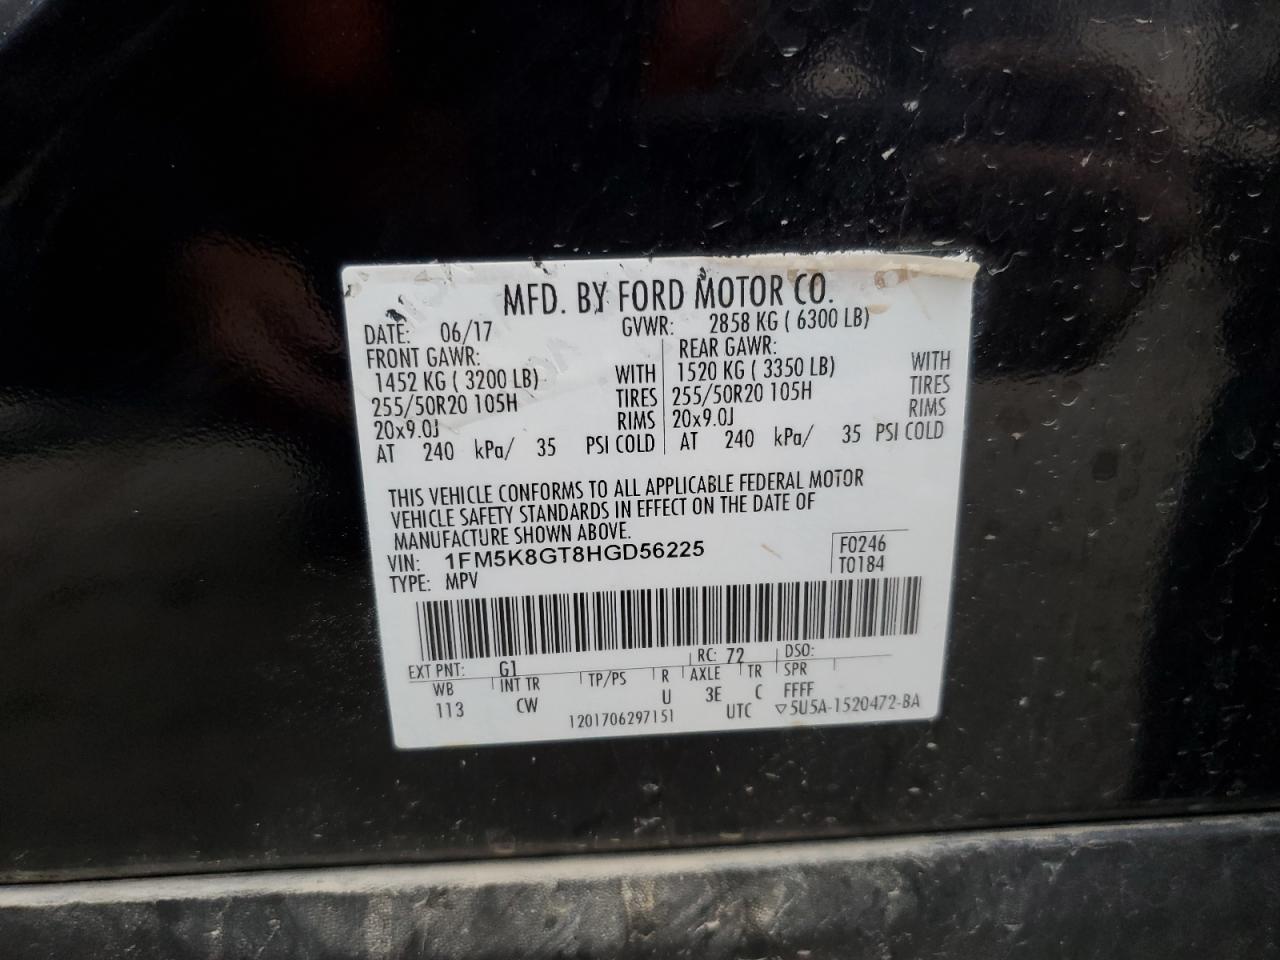 MFD. BY FORD MOTOR CO.
DATE: 06/17 GVWR: 2858 KG ( 6300 LB)
FRONT GAWR: REAR GAWR:
1452 KG ( 3200 LB) WITH 1520 KG ( 3350 LB) WITH
255/50R20 105H TIRES 255/50R20 105H TIRES
20x9.0J RIMS 20x9.0J RIMS
AT 240 kPa/ 35 PSI COLD AT 240 kPa/ 35 PSI COLD
THIS VEHICLE CONFORMS TO ALL APPLICABLE FEDERAL MOTOR
VEHICLE SAFETY STANDARDS IN EFFECT ON THE DATE OF
MANUFACTURE SHOWN ABOVE.
VIN: 1FM5K8GT8HGD56225 F0246
TYPE: MPV T0184
EXT PNT: G1 RC: 72 DSO:
WB INT TR TP/PS R AXLE TR SPR
113 CW U 3E C FFFF
1201706297151 UTC ▽5U5A-1520472-BA